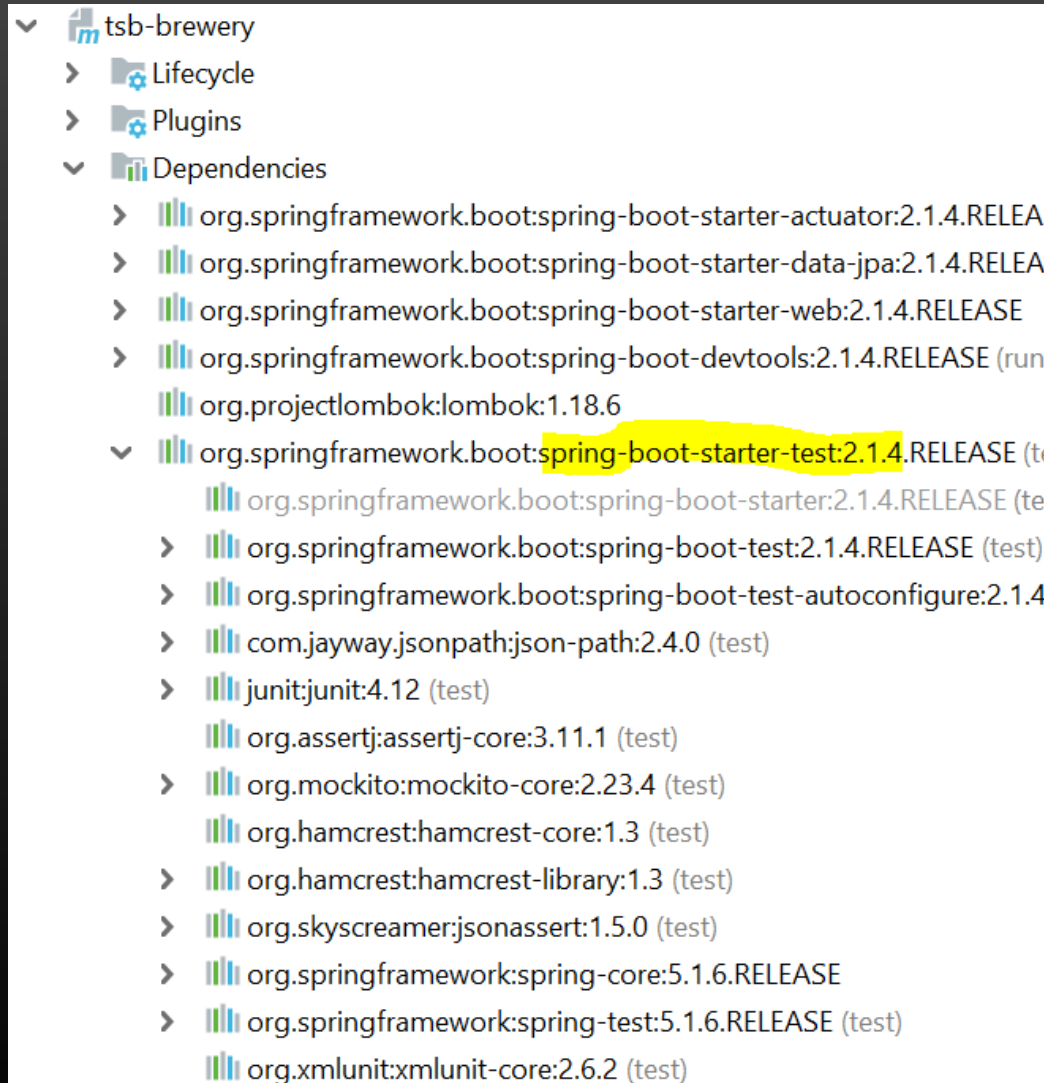 tsb-brewery
Lifecycle
Plugins
Dependencies
org.springframework.boot:spring-boot-starter-actuator:2.1.4.RELEA
org.springframework.boot:spring-boot-starter-data-jpa:2.1.4.RELEA
org.springframework.boot:spring-boot-starter-web:2.1.4.RELEASE
org.springframework.boot:spring-boot-devtools:2.1.4.RELEASE (run
org.projectlombok:lombok:1.18.6
org.springframework.boot:spring-boot-starter-test:2.1.4.RELEASE (te
org.springframework.boot:spring-boot-starter:2.1.4.RELEASE (te
org.springframework.boot:spring-boot-test:2.1.4.RELEASE (test)
org.springframework.boot:spring-boot-test-autoconfigure:2.1.4
com.jayway.jsonpath:json-path:2.4.0 (test)
junit:junit:4.12 (test)
org.assertj:assertj-core:3.11.1 (test)
org.mockito:mockito-core:2.23.4 (test)
org.hamcrest:hamcrest-core:1.3 (test)
org.hamcrest:hamcrest-library:1.3 (test)
org.skyscreamer:jsonassert:1.5.0 (test)
org.springframework:spring-core:5.1.6.RELEASE
org.springframework:spring-test:5.1.6.RELEASE (test)
org.xmlunit:xmlunit-core:2.6.2 (test)